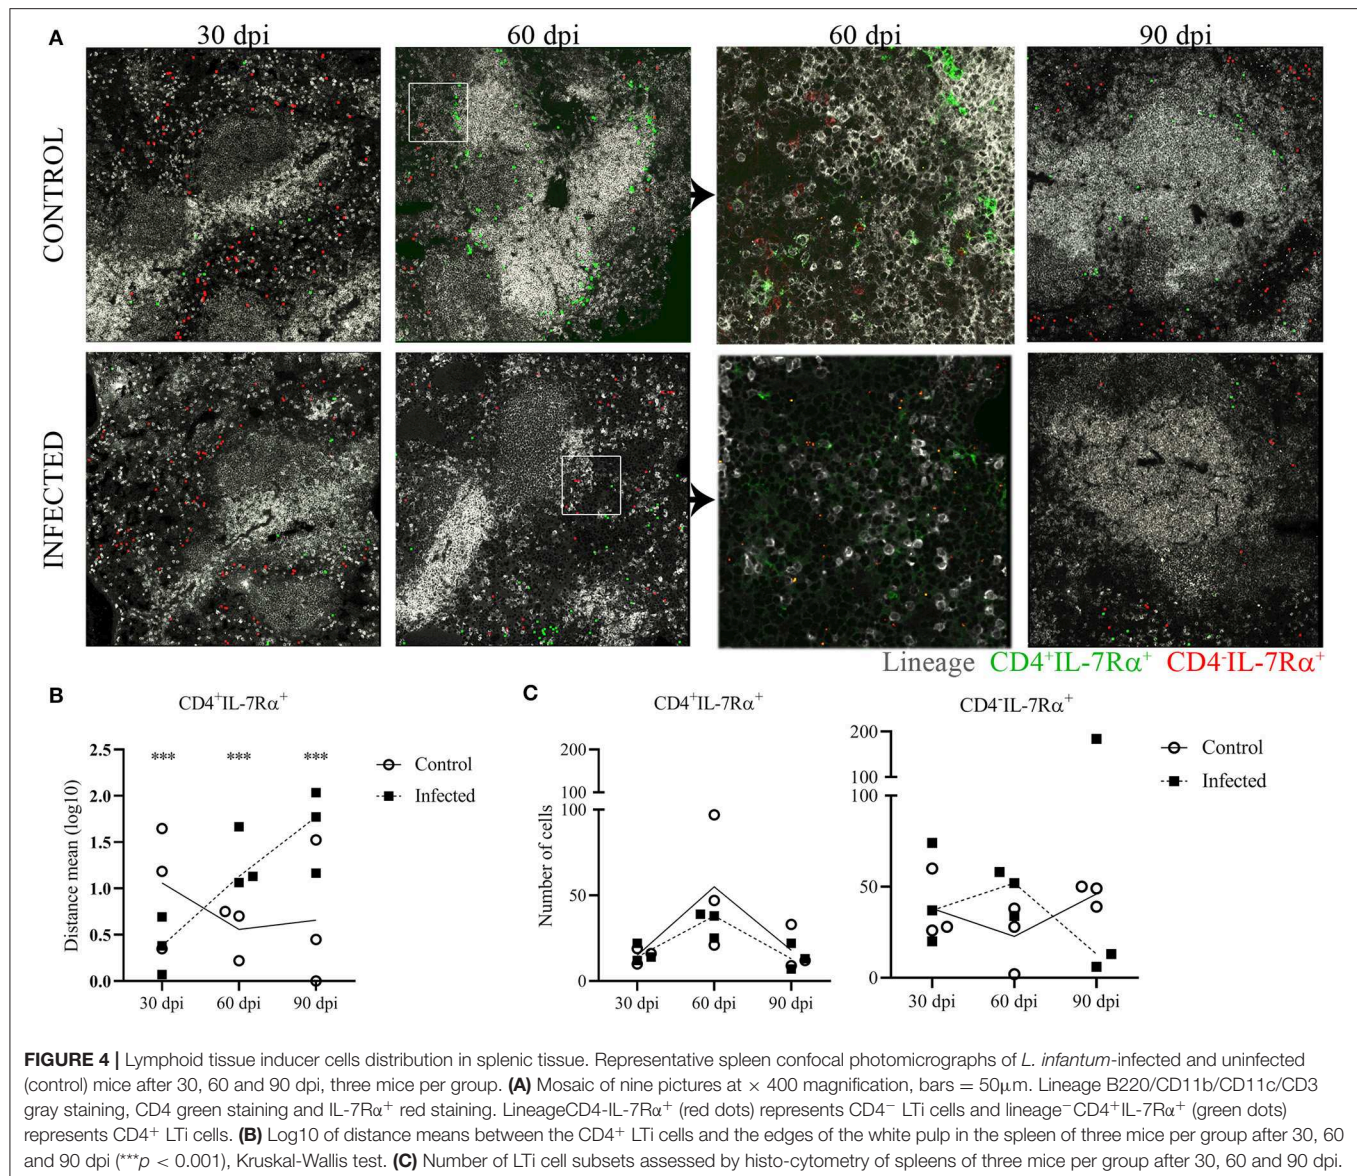 A
30 dpi
60 dpi
60 dpi
90 dpi
CONTROL
INFECTED
Lineage CD4⁺IL-7Rα⁺ CD4⁻IL-7Rα⁺
B
CD4⁺IL-7Rα⁺
Distance mean (log10)
2.5
2.0
1.5
1.0
0.5
0.0
*** *** ***
30 dpi 60 dpi 90 dpi
Control
Infected
C
CD4⁺IL-7Rα⁺
Number of cells
200
100
100
50
0
30 dpi 60 dpi 90 dpi
CD4⁻IL-7Rα⁺
200
100
100
50
0
30 dpi 60 dpi 90 dpi
Control
Infected
FIGURE 4 | Lymphoid tissue inducer cells distribution in splenic tissue. Representative spleen confocal photomicrographs of L. infantum-infected and uninfected
(control) mice after 30, 60 and 90 dpi, three mice per group. (A) Mosaic of nine pictures at × 400 magnification, bars = 50μm. Lineage B220/CD11b/CD11c/CD3
gray staining, CD4 green staining and IL-7Rα⁺ red staining. LineageCD4-IL-7Rα⁺ (red dots) represents CD4⁻ LTi cells and lineage⁻CD4⁺IL-7Rα⁺ (green dots)
represents CD4⁺ LTi cells. (B) Log10 of distance means between the CD4⁺ LTi cells and the edges of the white pulp in the spleen of three mice per group after 30, 60
and 90 dpi (***p < 0.001), Kruskal-Wallis test. (C) Number of LTi cell subsets assessed by histo-cytometry of spleens of three mice per group after 30, 60 and 90 dpi.